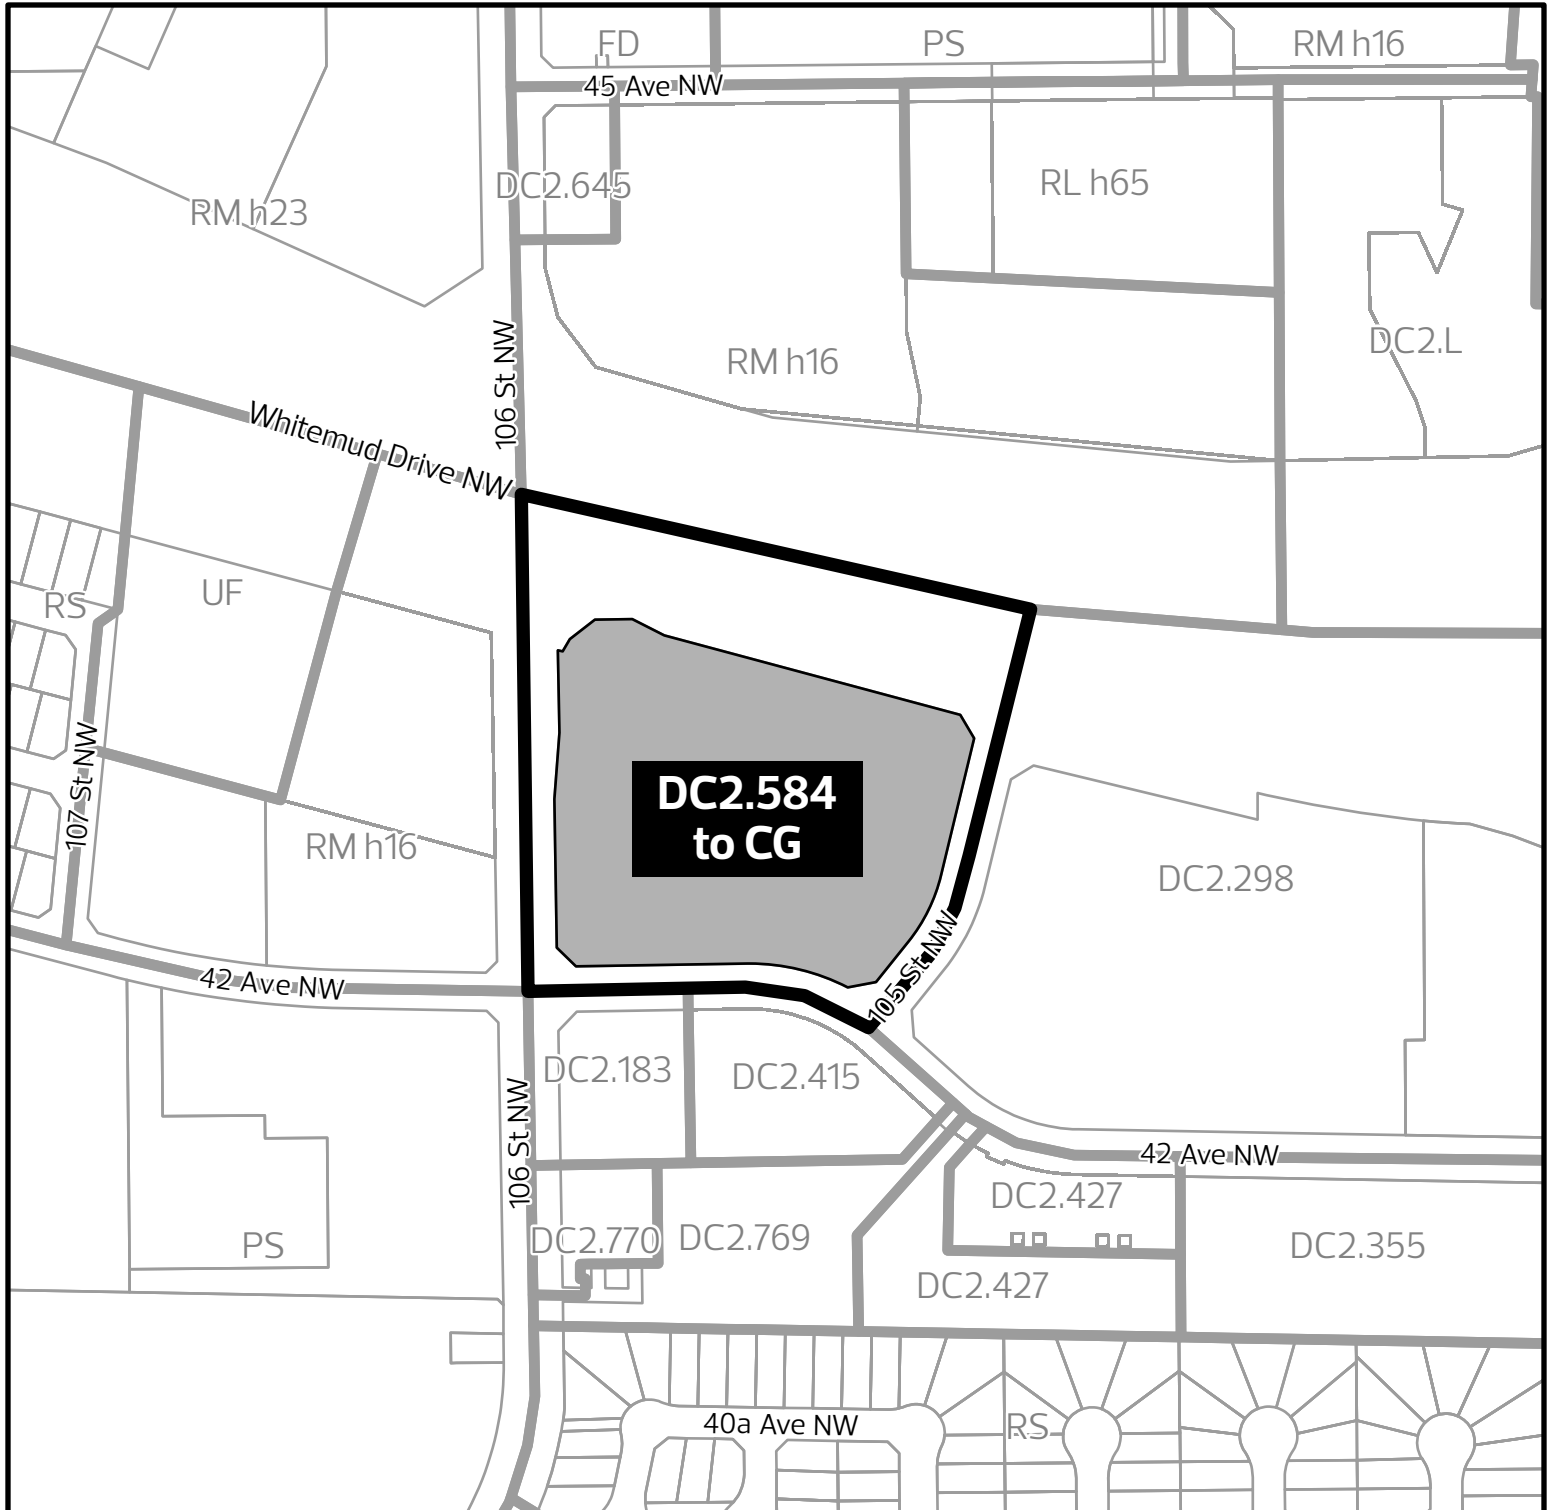 FD
PS
RM h16
45 Ave NW
DC2.645
RL h65
RM h23
106 St NW
RM h16
DC2.L
Whitemud Drive NW
RS
UF
107 St NW
DC2.584
to CG
RM h16
DC2.298
105 St NW
42 Ave NW
DC2.183
DC2.415
106 St NW
42 Ave NW
DC2.427
PS
DC2.770
DC2.769
DC2.355
DC2.427
40a Ave NW
RS